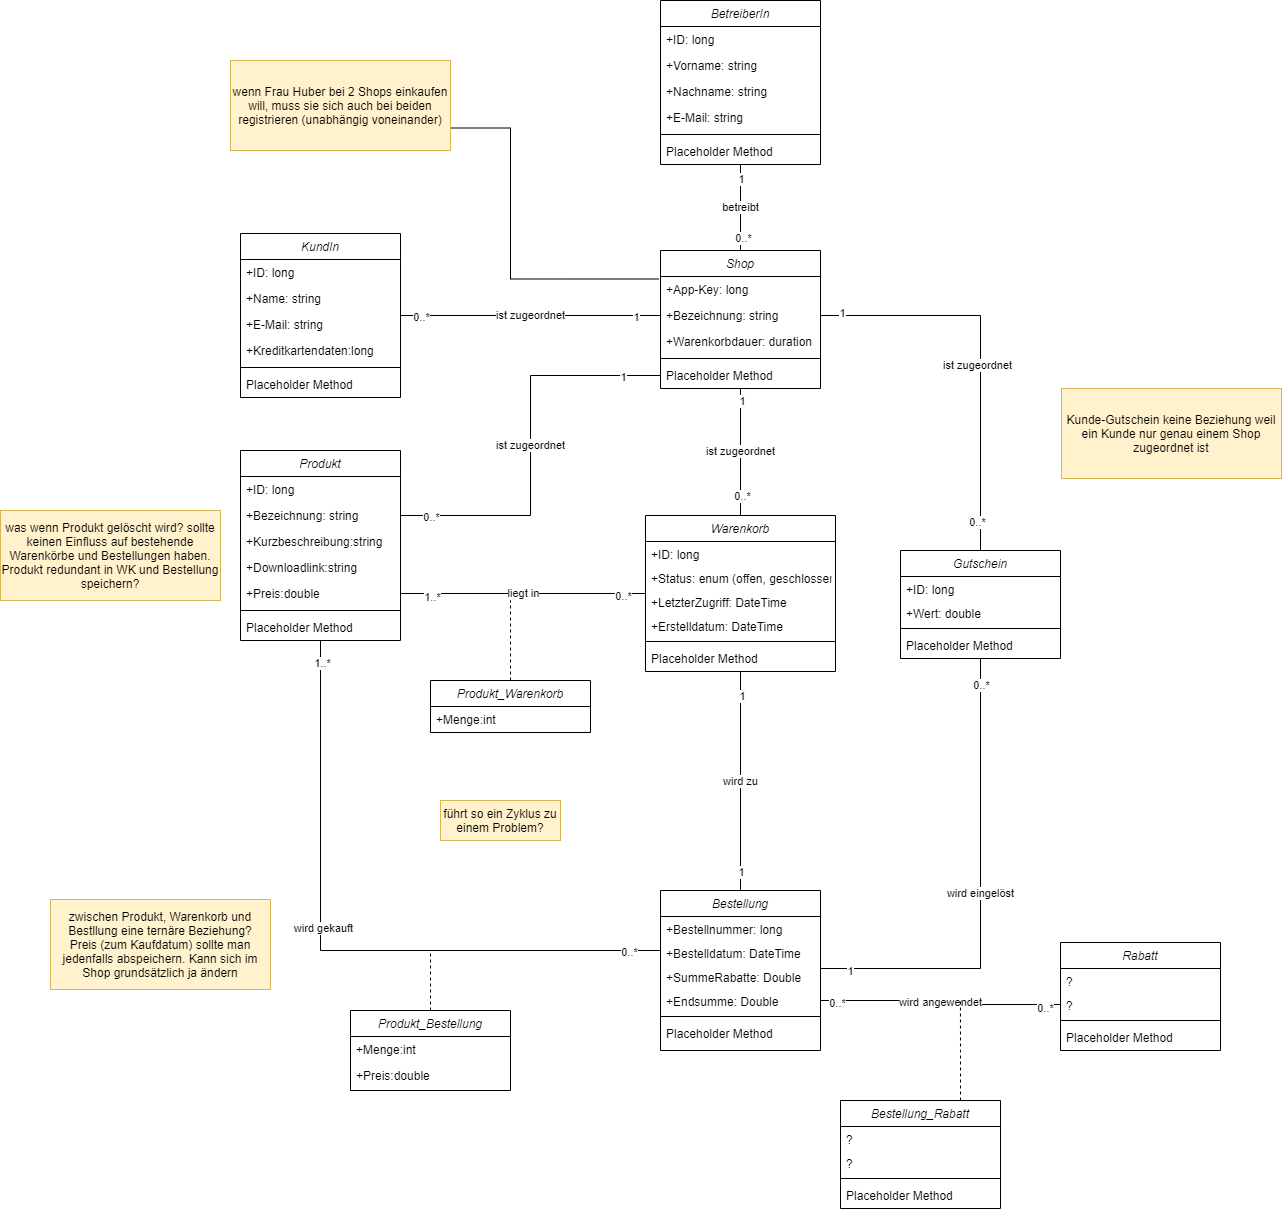 BetreiberIn
+ID: long
+Vorname: string
+Nachname: string
+E-Mail: string
Placeholder Method
1
betreibt
0..*
wenn Frau Huber bei 2 Shops einkaufen
will, muss sie sich auch bei beiden
registrieren (unabhängig voneinander)
KundIn
+ID: long
+Name: string
+E-Mail: string
+Kreditkartendaten:long
Placeholder Method
0..*
ist zugeordnet
1
Shop
+App-Key: long
+Bezeichnung: string
+Warenkorbdauer: duration
Placeholder Method
1
ist zugeordnet
0..*
1
ist zugeordnet
0..*
1
ist zugeordnet
0..*
Kunde-Gutschein keine Beziehung weil
ein Kunde nur genau einem Shop
zugeordnet ist
Produkt
+ID: long
+Bezeichnung: string
+Kurzbeschreibung:string
+Downloadlink:string
+Preis:double
Placeholder Method
was wenn Produkt gelöscht wird? sollte
keinen Einfluss auf bestehende
Warenkörbe und Bestellungen haben.
Produkt redundant in WK und Bestellung
speichern?
1..*
liegt in
0..*
Warenkorb
+ID: long
+Status: enum (offen, geschlossen
+LetzterZugriff: DateTime
+Erstelldatum: DateTime
Placeholder Method
Gutschein
+ID: long
+Wert: double
Placeholder Method
Produkt_Warenkorb
+Menge:int
1..*
wird gekauft
0..*
1
wird zu
1
0..*
wird eingelöst
1
führt so ein Zyklus zu
einem Problem?
zwischen Produkt, Warenkorb und
Bestllung eine ternäre Beziehung?
Preis (zum Kaufdatum) sollte man
jedenfalls abspeichern. Kann sich im
Shop grundsätzlich ja ändern
Bestellung
+Bestellnummer: long
+Bestelldatum: DateTime
+SummeRabatte: Double
+Endsumme: Double
Placeholder Method
0..*
wird angewendet
0..*
Rabatt
?
?
Placeholder Method
Produkt_Bestellung
+Menge:int
+Preis:double
Bestellung_Rabatt
?
?
Placeholder Method